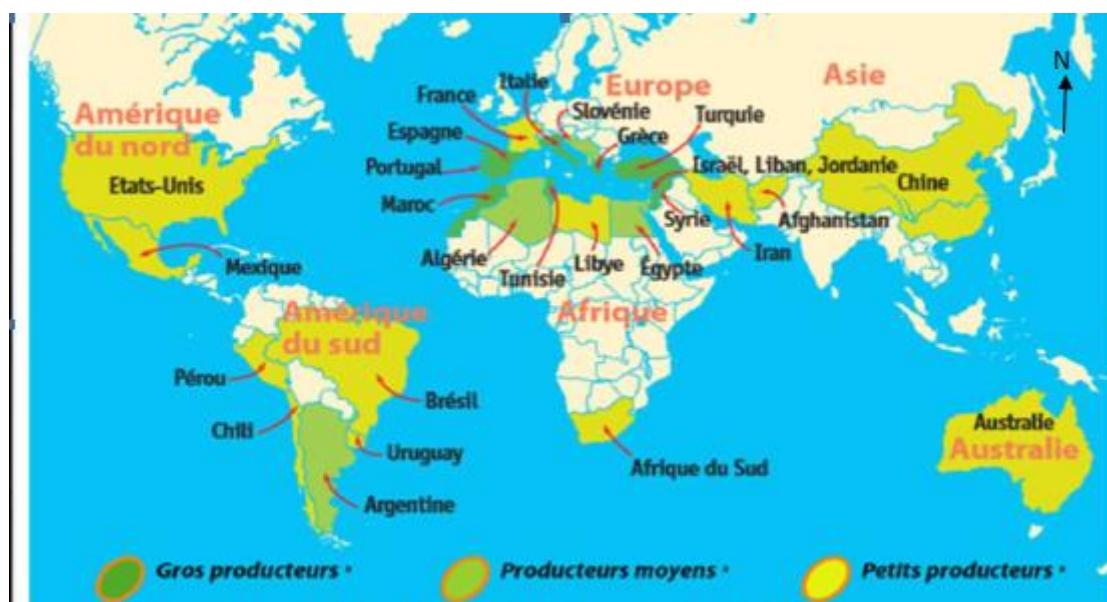 N
Amérique
du nord
Etats-Unis
Mexique
Amérique
du sud
Pérou
Brésil
Chili
Uruguay
Argentine
Europe
Italie
France
Slovénie
Espagne
Grèce
Turquie
Portugal
Maroc
Israël, Liban, Jordanie
Syrie
Asie
Chine
Afghanistan
Iran
Algérie
Tunisie
Libye
Égypte
Afrique
Afrique du Sud
Australie
Australie
Gros producteurs
Producteurs moyens
Petits producteurs